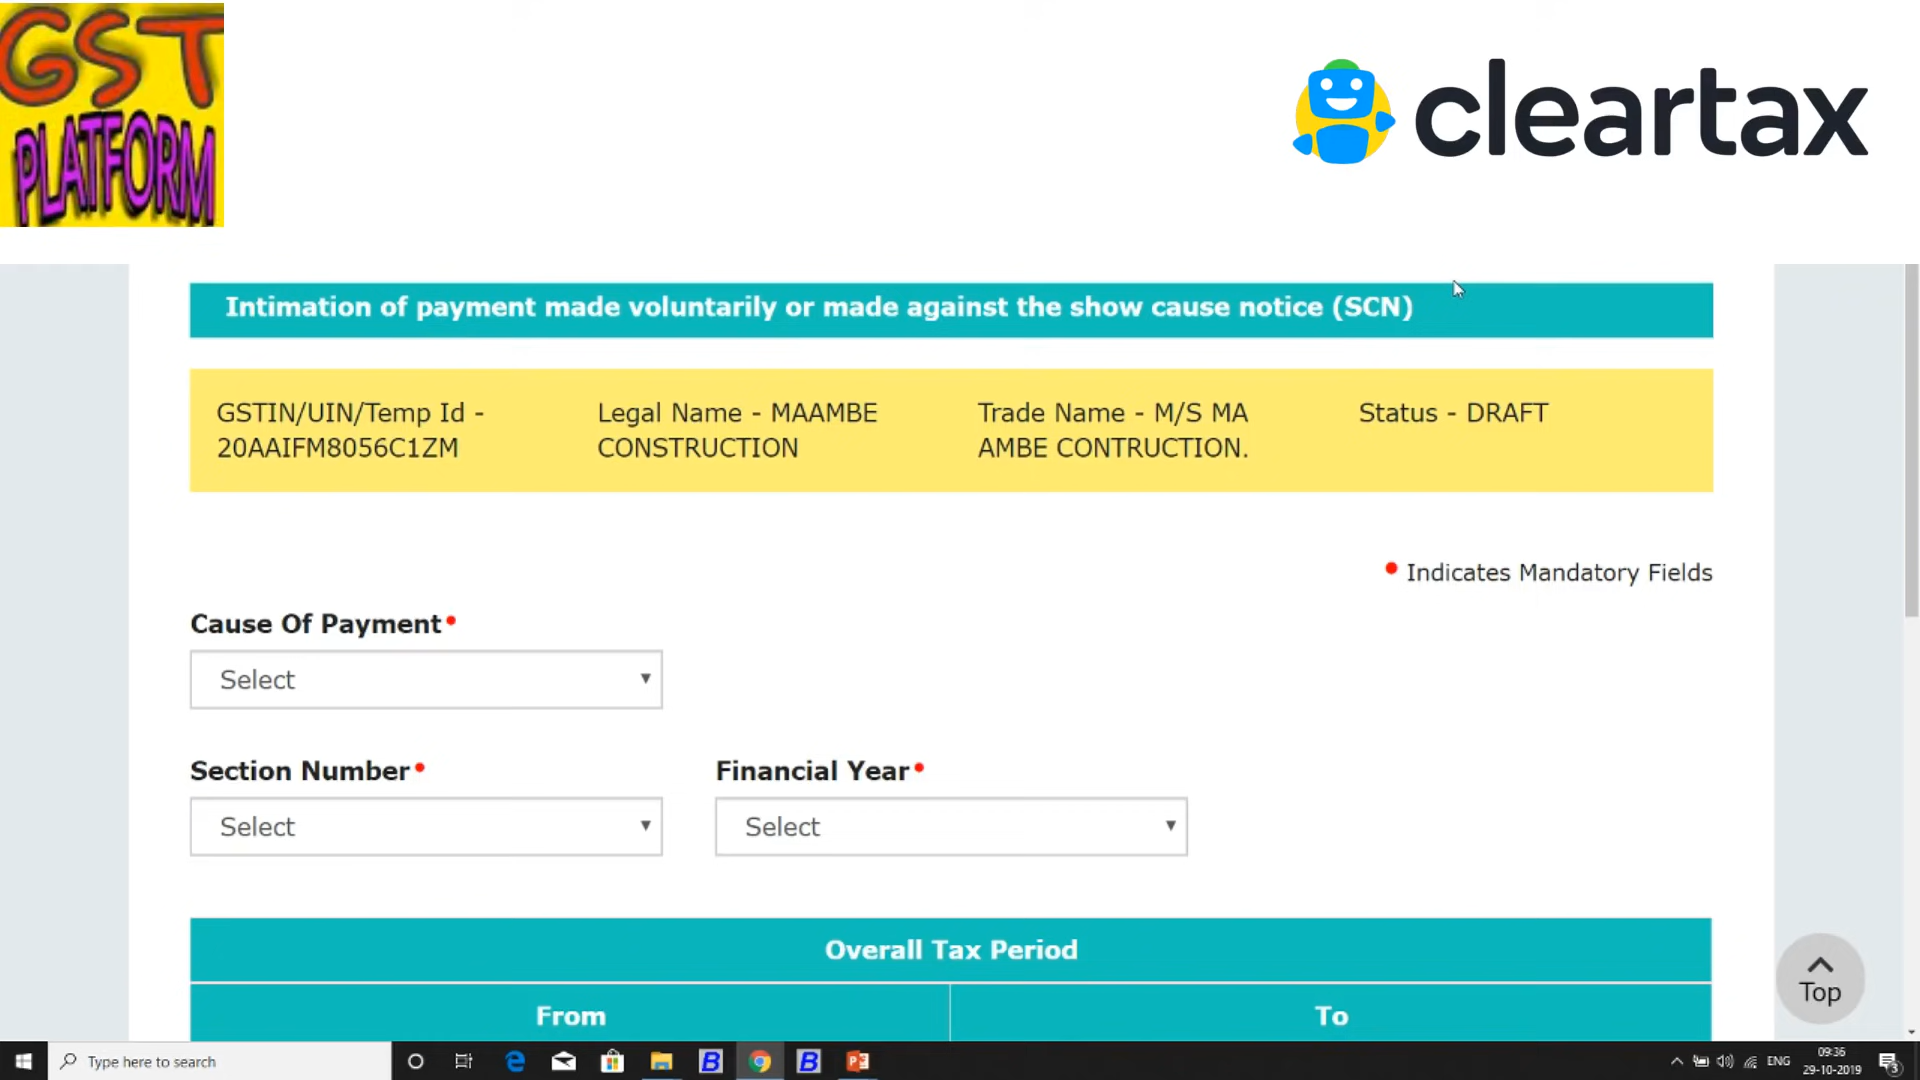 GST
PLATFORM
cleartax
Intimation of payment made voluntarily or made against the show cause notice (SCN)
GSTIN/UIN/Temp Id -
20AAIFM8056C1ZM
Legal Name - MAAMBE
CONSTRUCTION
Trade Name - M/S MA
AMBE CONTRUCTION.
Status - DRAFT
• Indicates Mandatory Fields
Cause Of Payment•
Select
Section Number•
Financial Year•
Select
Select
Overall Tax Period
From
To
Top
Type here to search
ENG
09:36
29-10-2019
3